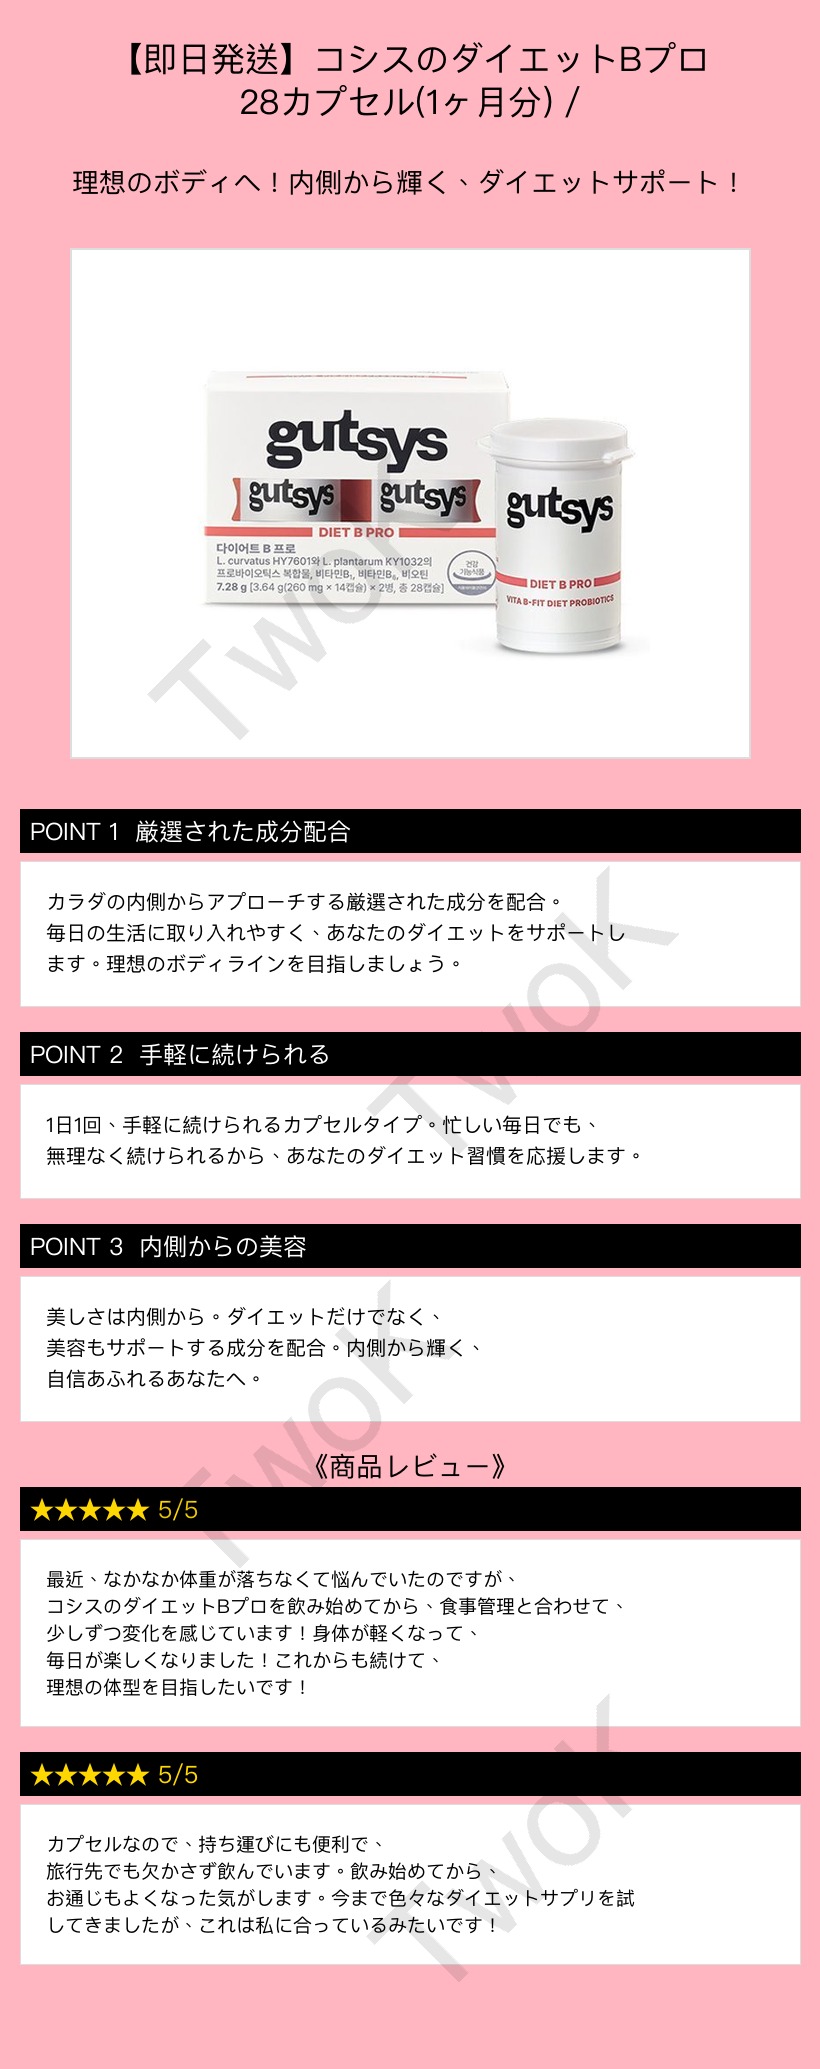 【即日発送】コシスのダイエットBプロ
28カプセル(1ヶ月分) /
理想のボディへ！内側から輝く、ダイエットサポート！
gutsys
gutsys gutsys
DIET B PRO
다이어트 B 프로
L. curvatus HY7601와 L. plantarum KY1032의
프로바이오틱스 복합물, 비타민B₁, 비타민B₆, 비오틴
7.28 g [3.64 g(260 mg × 14캡슐) × 2병, 총 28캡슐]
건강
기능식품
gutsys
DIET B PRO
VITA B-FIT DIET PROBIOTICS
TwoK
POINT 1 厳選された成分配合
カラダの内側からアプローチする厳選された成分を配合。
毎日の生活に取り入れやすく、あなたのダイエットをサポートし
ます。理想のボディラインを目指しましょう。
TwoK
POINT 2 手軽に続けられる
1日1回、手軽に続けられるカプセルタイプ。忙しい毎日でも、
無理なく続けられるから、あなたのダイエット習慣を応援します。
POINT 3 内側からの美容
美しさは内側から。ダイエットだけでなく、
美容もサポートする成分を配合。内側から輝く、
自信あふれるあなたへ。
TwoK
《商品レビュー》
★★★★★ 5/5
最近、なかなか体重が落ちなくて悩んでいたのですが、
コシスのダイエットBプロを飲み始めてから、食事管理と合わせて、
少しずつ変化を感じています！身体が軽くなって、
毎日が楽しくなりました！これからも続けて、
理想の体型を目指したいです！
★★★★★ 5/5
カプセルなので、持ち運びにも便利で、
旅行先でも欠かさず飲んでいます。飲み始めてから、
お通じもよくなった気がします。今まで色々なダイエットサプリを試
してきましたが、これは私に合っているみたいです！
TwoK